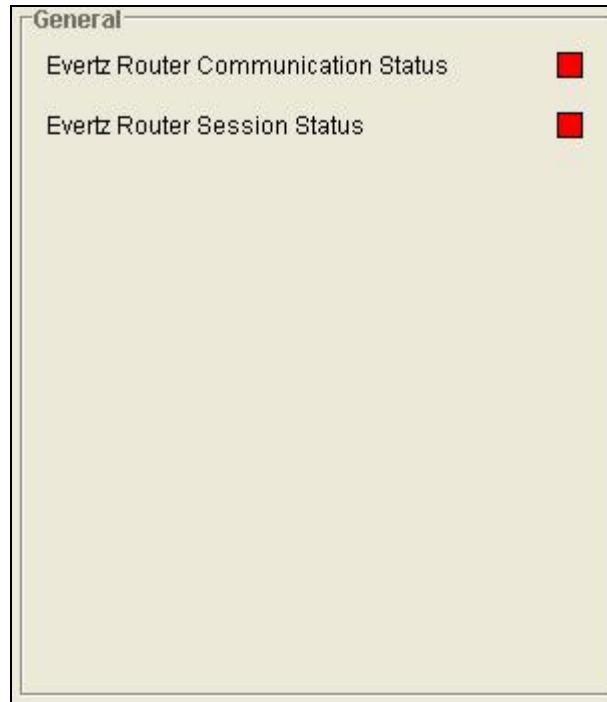 General
Evertz Router Communication Status
Evertz Router Session Status